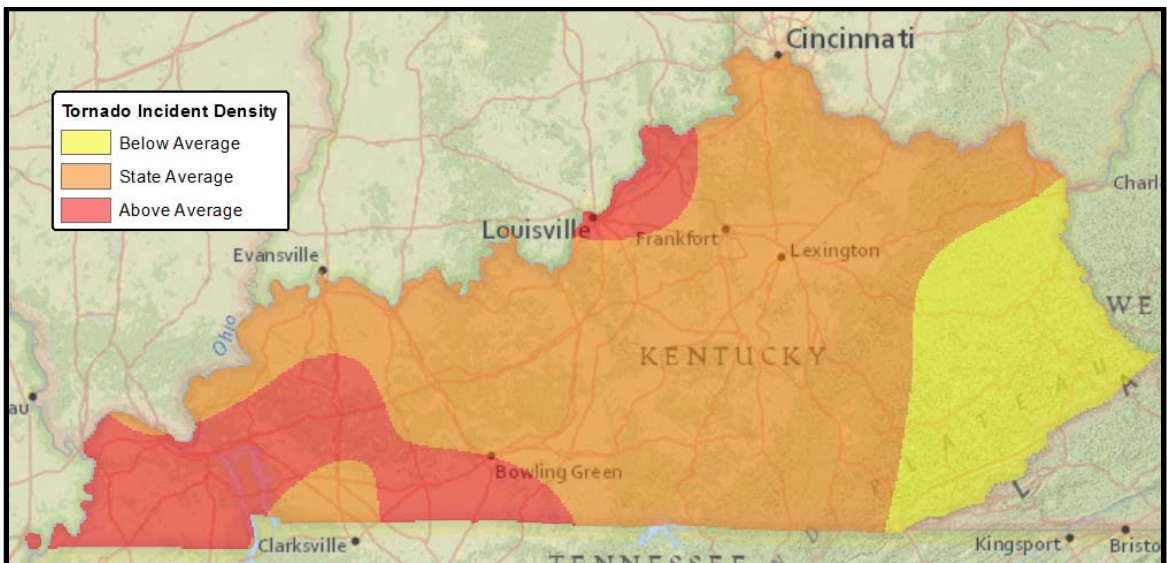 Cincinnati
Tornado Incident Density
Below Average
State Average
Above Average
Charl
Louisville
Frankfort
Lexington
Evansville
Ohio
WE
KENTUCKY
au
PLATEAU
Bowling Green
Clarksville
TENNESSEE
Kingsport
Bristo